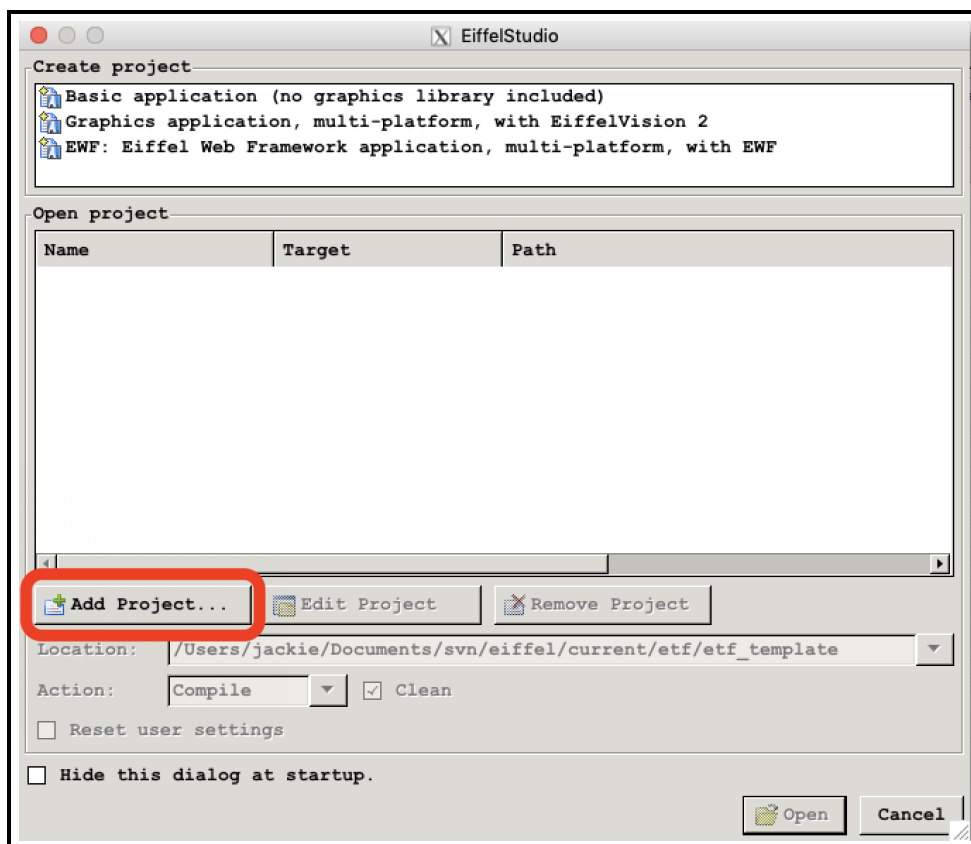 EiffelStudio
Create project
Basic application (no graphics library included)
Graphics application, multi-platform, with EiffelVision 2
EWF: Eiffel Web Framework application, multi-platform, with EWF
Open project
Name Target Path
Add Project... Edit Project Remove Project
Location: /Users/jackie/Documents/svn/eiffel/current/etf/etf_template
Action: Compile Clean
Reset user settings
Hide this dialog at startup.
Open Cancel